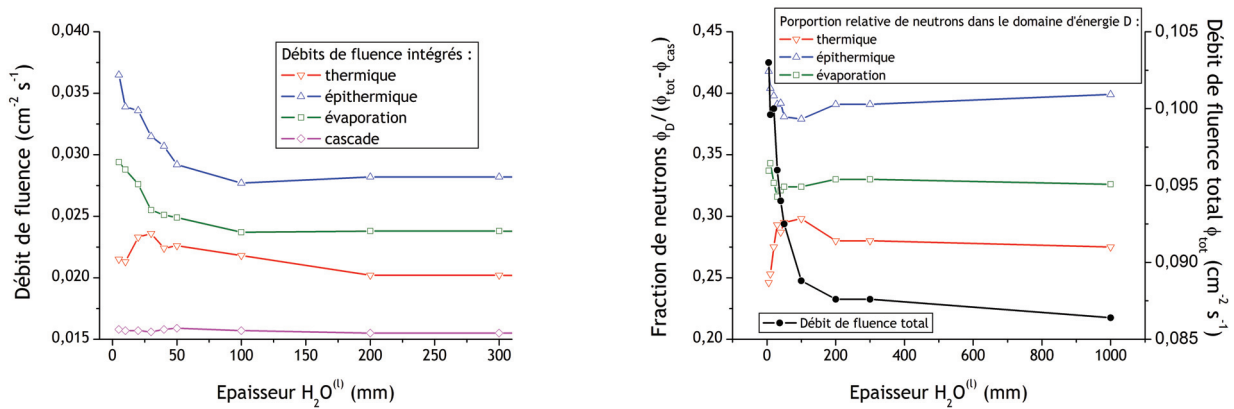 0,040
0,035
0,030
0,025
0,020
0,015
Débit de fluence (cm⁻² s⁻¹)
Débits de fluence intégrés :
thermique
épithermique
évaporation
cascade
0 50 100 150 200 250 300
Epaisseur H₂O⁽ˡ⁾ (mm)
0,45
0,40
0,35
0,30
0,25
0,20
Fraction de neutrons ϕD/(ϕtot-ϕcas)
Porportion relative de neutrons dans le domaine d'énergie D :
thermique
épithermique
évaporation
Débit de fluence total
0 200 400 600 800 1000
Epaisseur H₂O⁽ˡ⁾ (mm)
0,105
0,100
0,095
0,090
0,085
Débit de fluence total ϕtot (cm⁻² s⁻¹)